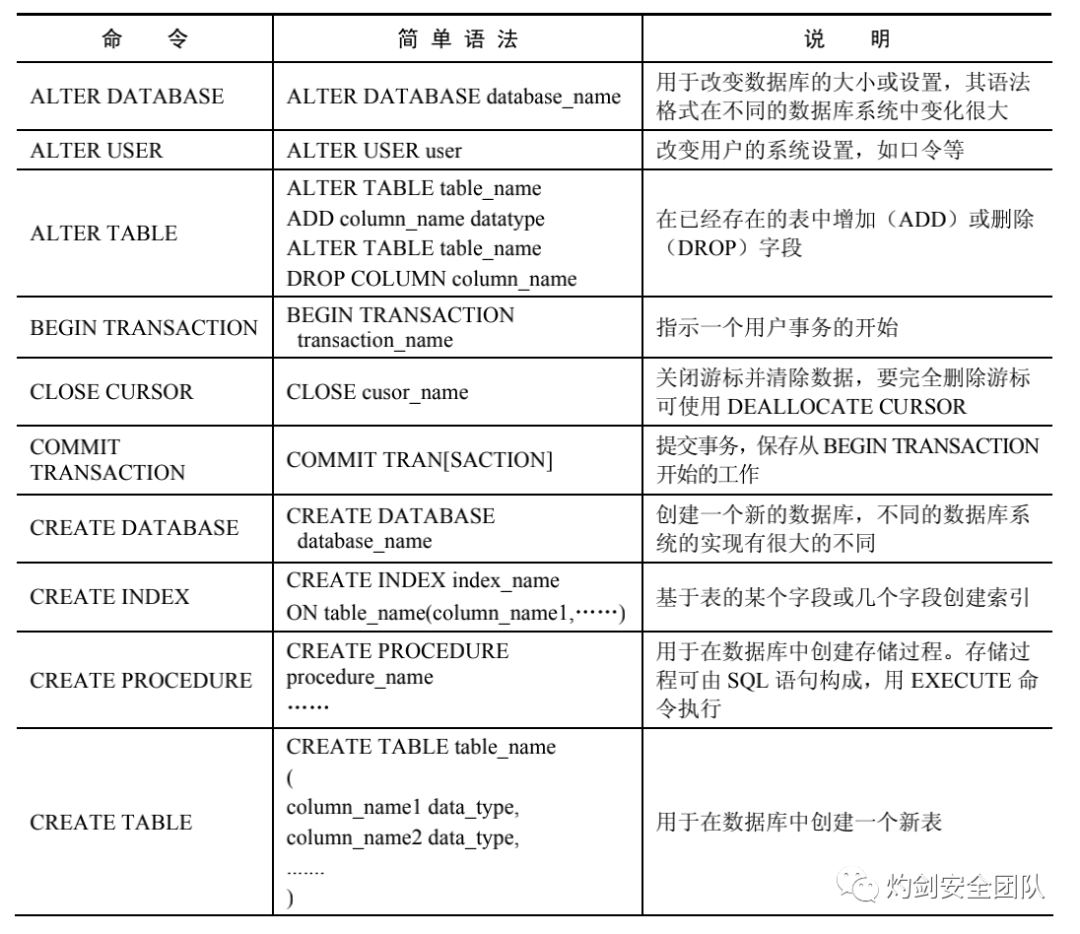 命 令 简 单 语 法 说 明
ALTER DATABASE
ALTER DATABASE database_name
用于改变数据库的大小或设置，其语法
格式在不同的数据库系统中变化很大
ALTER USER
ALTER USER user
改变用户的系统设置，如口令等
ALTER TABLE
ALTER TABLE table_name
ADD column_name datatype
ALTER TABLE table_name
DROP COLUMN column_name
在已经存在的表中增加（ADD）或删除
（DROP）字段
BEGIN TRANSACTION
BEGIN TRANSACTION
transaction_name
指示一个用户事务的开始
CLOSE CURSOR
CLOSE cusor_name
关闭游标并清除数据，要完全删除游标
可使用 DEALLOCATE CURSOR
COMMIT
TRANSACTION
COMMIT TRAN[SACTION]
提交事务，保存从 BEGIN TRANSACTION
开始的工作
CREATE DATABASE
CREATE DATABASE
database_name
创建一个新的数据库，不同的数据库系
统的实现有很大的不同
CREATE INDEX
CREATE INDEX index_name
ON table_name(column_name1,……)
基于表的某个字段或几个字段创建索引
CREATE PROCEDURE
CREATE PROCEDURE
procedure_name
……
用于在数据库中创建存储过程。存储过
程可由 SQL 语句构成，用 EXECUTE 命
令执行
CREATE TABLE
CREATE TABLE table_name
(
column_name1 data_type,
column_name2 data_type,
.......
)
用于在数据库中创建一个新表
灼剑安全团队